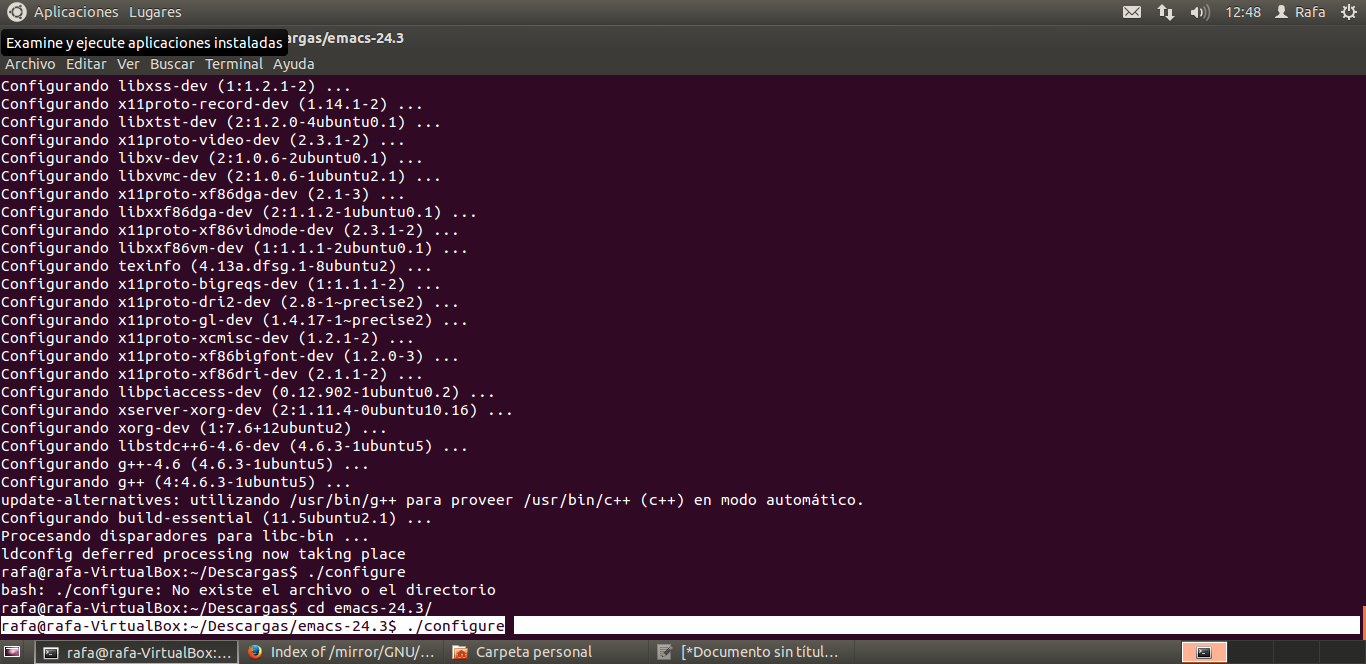 Aplicaciones Lugares 12:48 Rafa
Examine y ejecute aplicaciones instaladas argas/emacs-24.3
Archivo Editar Ver Buscar Terminal Ayuda
Configurando libxss-dev (1:1.2.1-2) ...
Configurando x11proto-record-dev (1.14.1-2) ...
Configurando libxtst-dev (2:1.2.0-4ubuntu0.1) ...
Configurando x11proto-video-dev (2.3.1-2) ...
Configurando libxv-dev (2:1.0.6-2ubuntu0.1) ...
Configurando libxvmc-dev (2:1.0.6-1ubuntu2.1) ...
Configurando x11proto-xf86dga-dev (2.1-3) ...
Configurando libxxf86dga-dev (2:1.1.2-1ubuntu0.1) ...
Configurando x11proto-xf86vidmode-dev (2.3.1-2) ...
Configurando libxxf86vm-dev (1:1.1.1-2ubuntu0.1) ...
Configurando texinfo (4.13a.dfsg.1-8ubuntu2) ...
Configurando x11proto-bigreqs-dev (1:1.1.1-2) ...
Configurando x11proto-dri2-dev (2.8-1~precise2) ...
Configurando x11proto-gl-dev (1.4.17-1~precise2) ...
Configurando x11proto-xcmisc-dev (1.2.1-2) ...
Configurando x11proto-xf86bigfont-dev (1.2.0-3) ...
Configurando x11proto-xf86dri-dev (2.1.1-2) ...
Configurando libpciaccess-dev (0.12.902-1ubuntu0.2) ...
Configurando xserver-xorg-dev (2:1.11.4-0ubuntu10.16) ...
Configurando xorg-dev (1:7.6+12ubuntu2) ...
Configurando libstdc++6-4.6-dev (4.6.3-1ubuntu5) ...
Configurando g++-4.6 (4.6.3-1ubuntu5) ...
Configurando g++ (4:4.6.3-1ubuntu5) ...
update-alternatives: utilizando /usr/bin/g++ para proveer /usr/bin/c++ (c++) en modo automático.
Configurando build-essential (11.5ubuntu2.1) ...
Procesando disparadores para libc-bin ...
ldconfig deferred processing now taking place
rafa@rafa-VirtualBox:~/Descargas$ ./configure
bash: ./configure: No existe el archivo o el directorio
rafa@rafa-VirtualBox:~/Descargas$ cd emacs-24.3/
rafa@rafa-VirtualBox:~/Descargas/emacs-24.3$ ./configure
rafa@rafa-VirtualBox:... Index of /mirror/GNU/... Carpeta personal [*Documento sin títul...